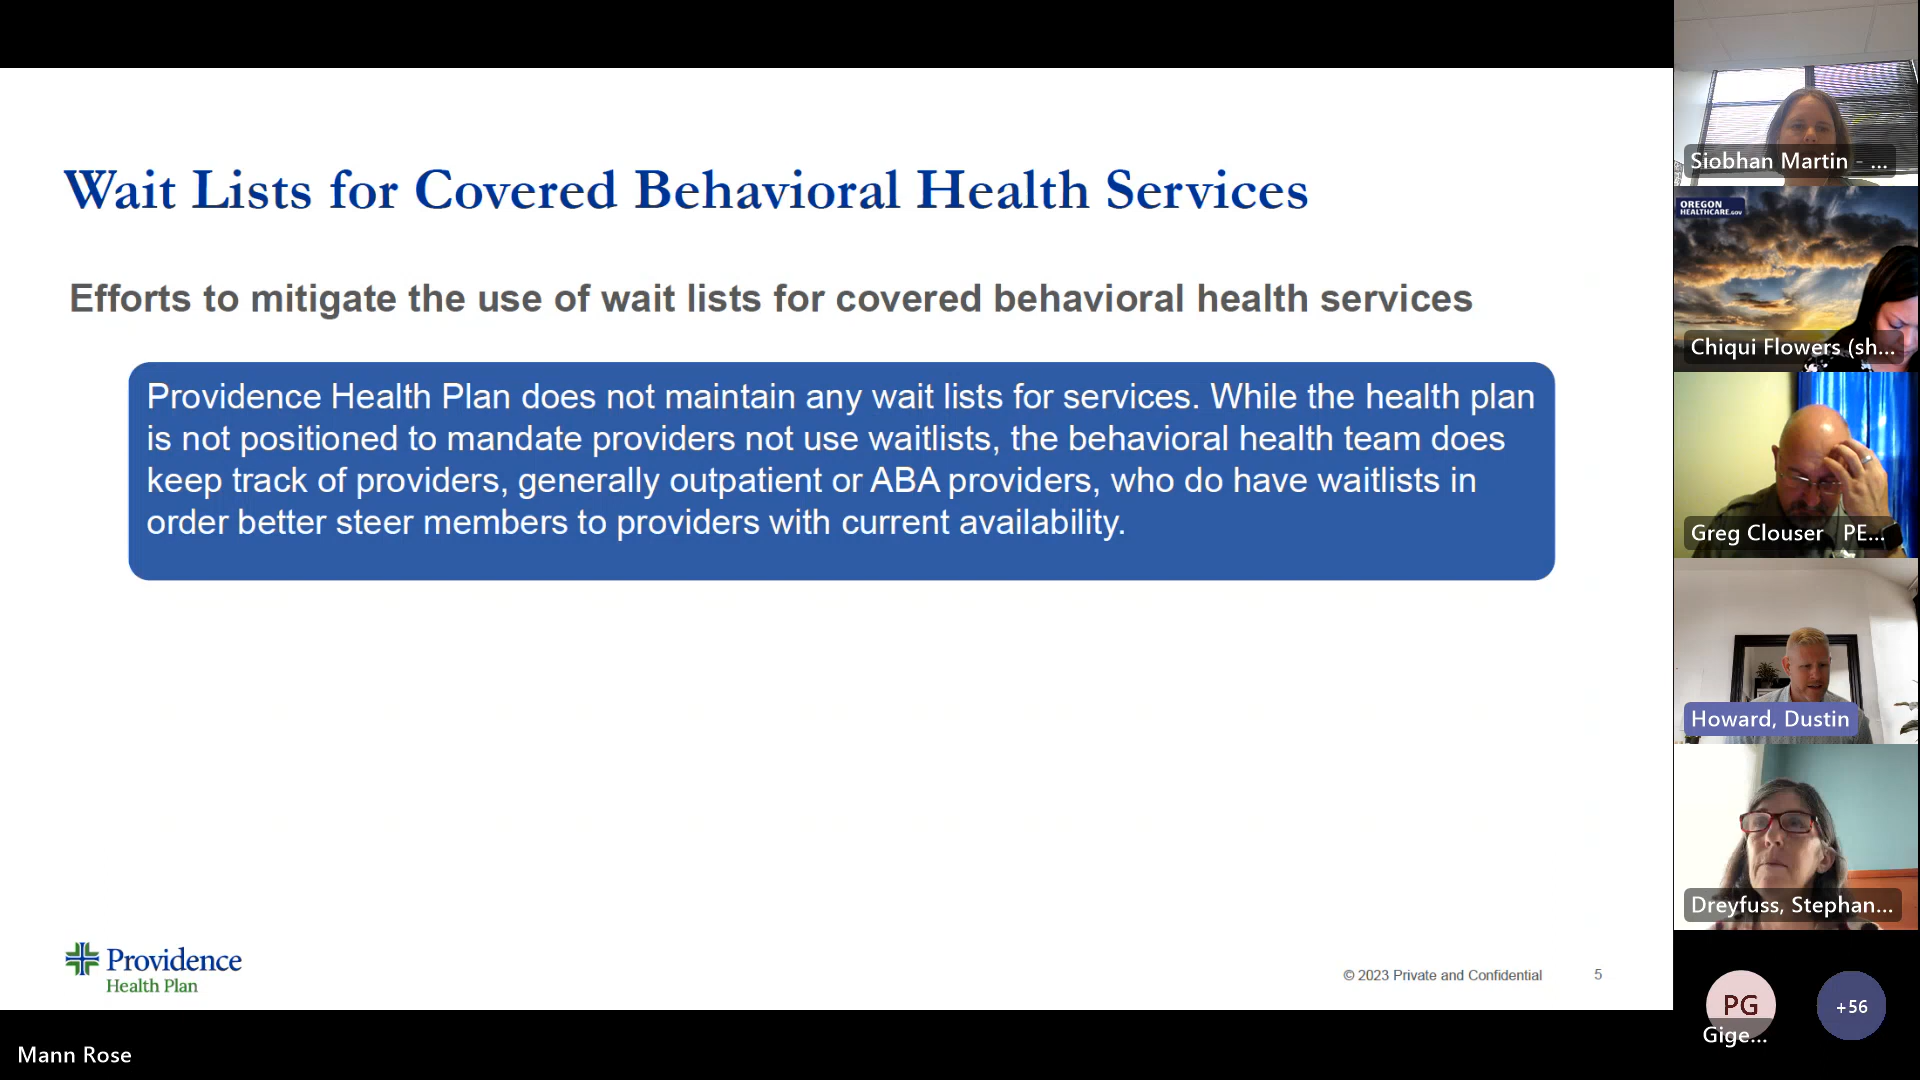 Wait Lists for Covered Behavioral Health Services
Efforts to mitigate the use of wait lists for covered behavioral health services
Providence Health Plan does not maintain any wait lists for services. While the health plan
is not positioned to mandate providers not use waitlists, the behavioral health team does
keep track of providers, generally outpatient or ABA providers, who do have waitlists in
order better steer members to providers with current availability.
Providence
Health Plan
© 2023 Private and Confidential
5
Mann Rose
Siobhan Martin - ...
OREGON
HEALTHCARE.GOV
Chiqui Flowers (sh...
Greg Clouser PE...
Howard, Dustin
Dreyfuss, Stephan...
PG
Gige...
+56